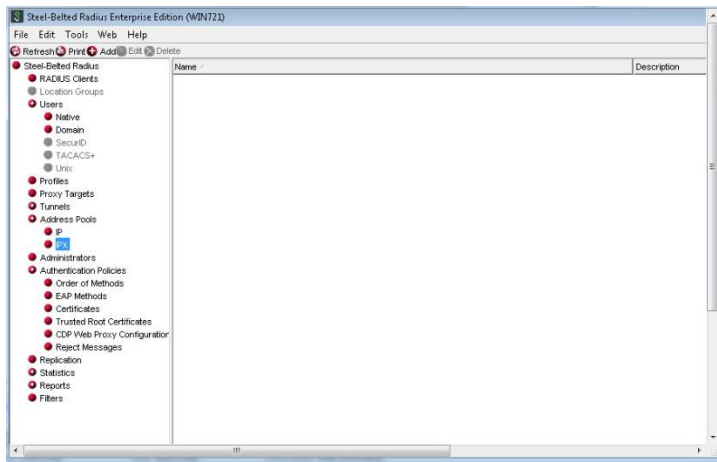 Steel-Belted Radius Enterprise Edition (WIN721)
File Edit Tools Web Help
Refresh Print Add Edit Delete
Steel-Belted Radius
Name Description
RADIUS Clients
Location Groups
Users
Native
Domain
SecurID
TACACS+
Unix
Profiles
Proxy Targets
Tunnels
Address Pools
IP
IPX
Administrators
Authentication Policies
Order of Methods
EAP Methods
Certificates
Trusted Root Certificates
CDP Web Proxy Configuration
Reject Messages
Replication
Statistics
Reports
Filters